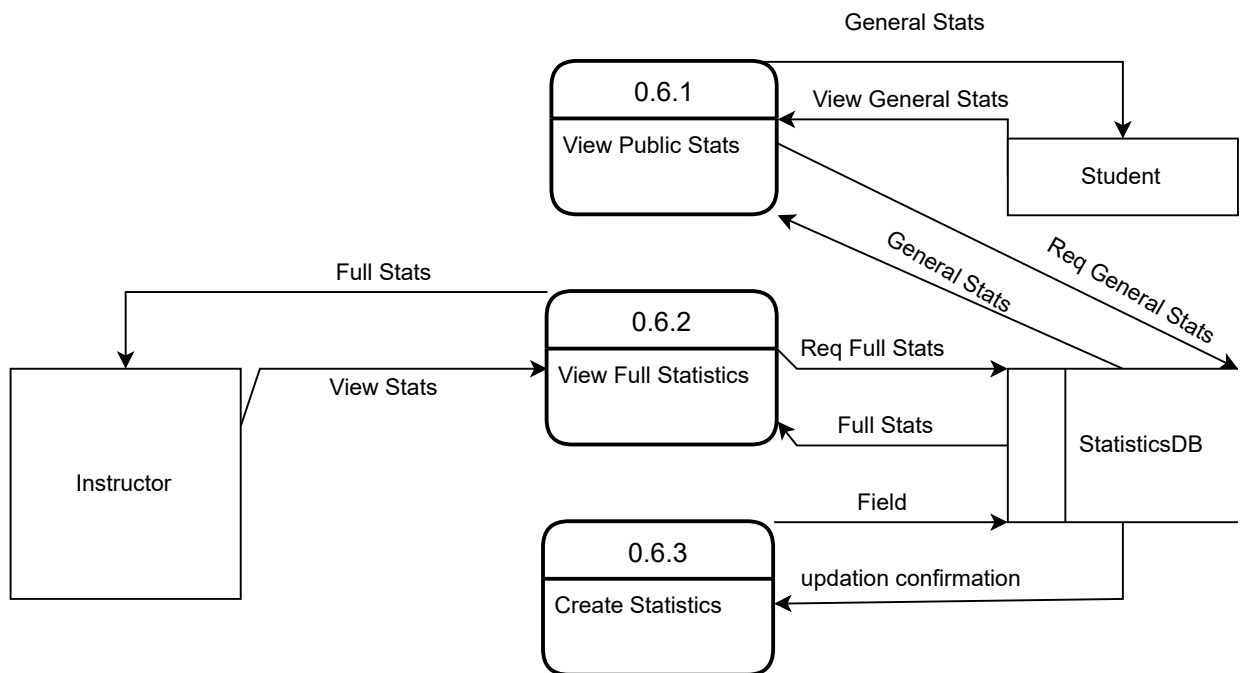 General Stats
0.6.1
View General Stats
View Public Stats
Student
General Stats
Req General Stats
Full Stats
0.6.2
Req Full Stats
View Stats
View Full Statistics
Full Stats
StatisticsDB
Instructor
Field
0.6.3
updation confirmation
Create Statistics